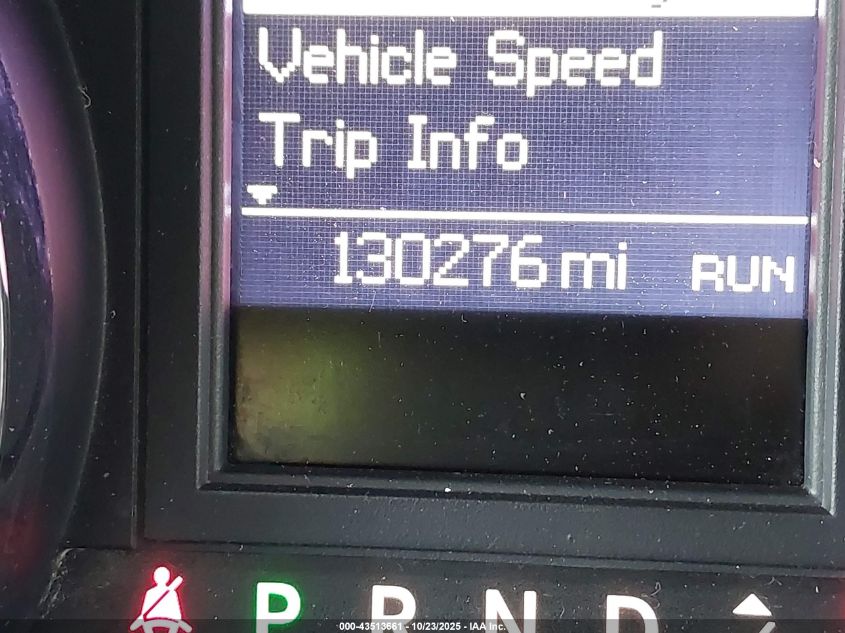 Vehicle Speed
Trip Info
130276 mi RUN
P R N D
000-43513661 - 10/23/2025 - IAA Inc.